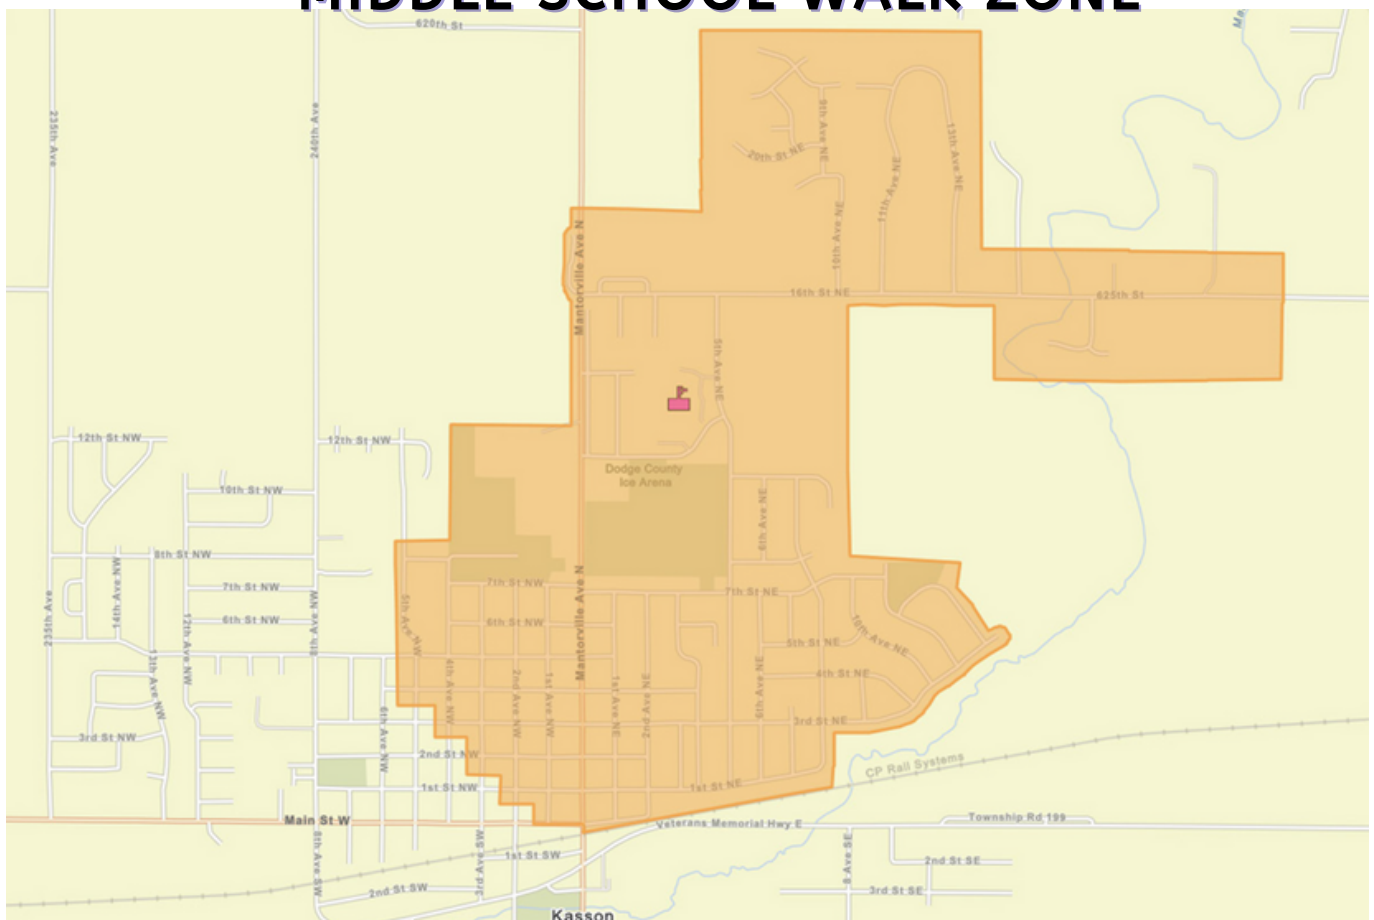 MIDDLE SCHOOL WALK ZONE
620th St
Ma
235th Ave
240th Ave
9th Ave NE
13th Ave NE
20th St NE
11th Ave NE
10th Ave NE
Mantorville Ave N
16th St NE
625th St
5th Ave NE
12th St NW
12th St NW
Dodge County
Ice Arena
10th St NW
6th Ave NE
8th St NW
14th Ave NW
7th St NW
7th St NW
7th St NE
235th Ave
8th Ave NW
5th Ave NW
Mantorville Ave N
12th Ave NW
6th St NW
6th St NW
10th Ave NE
5th St NE
13th Ave NW
4th Ave NW
2nd Ave NW
1st Ave NW
1st Ave NE
2nd Ave NE
6th Ave NE
4th St NE
6th Ave NW
3rd St NE
3rd St NW
2nd St NW
CP Rail Systems
1st St NW
1st St NE
Main St W
Veterans Memorial Hwy E
Township Rd 199
8th Ave SW
3rd Ave SW
1st St SW
8 Ave SE
2nd St SE
2nd St SW
3rd St SE
Kasson